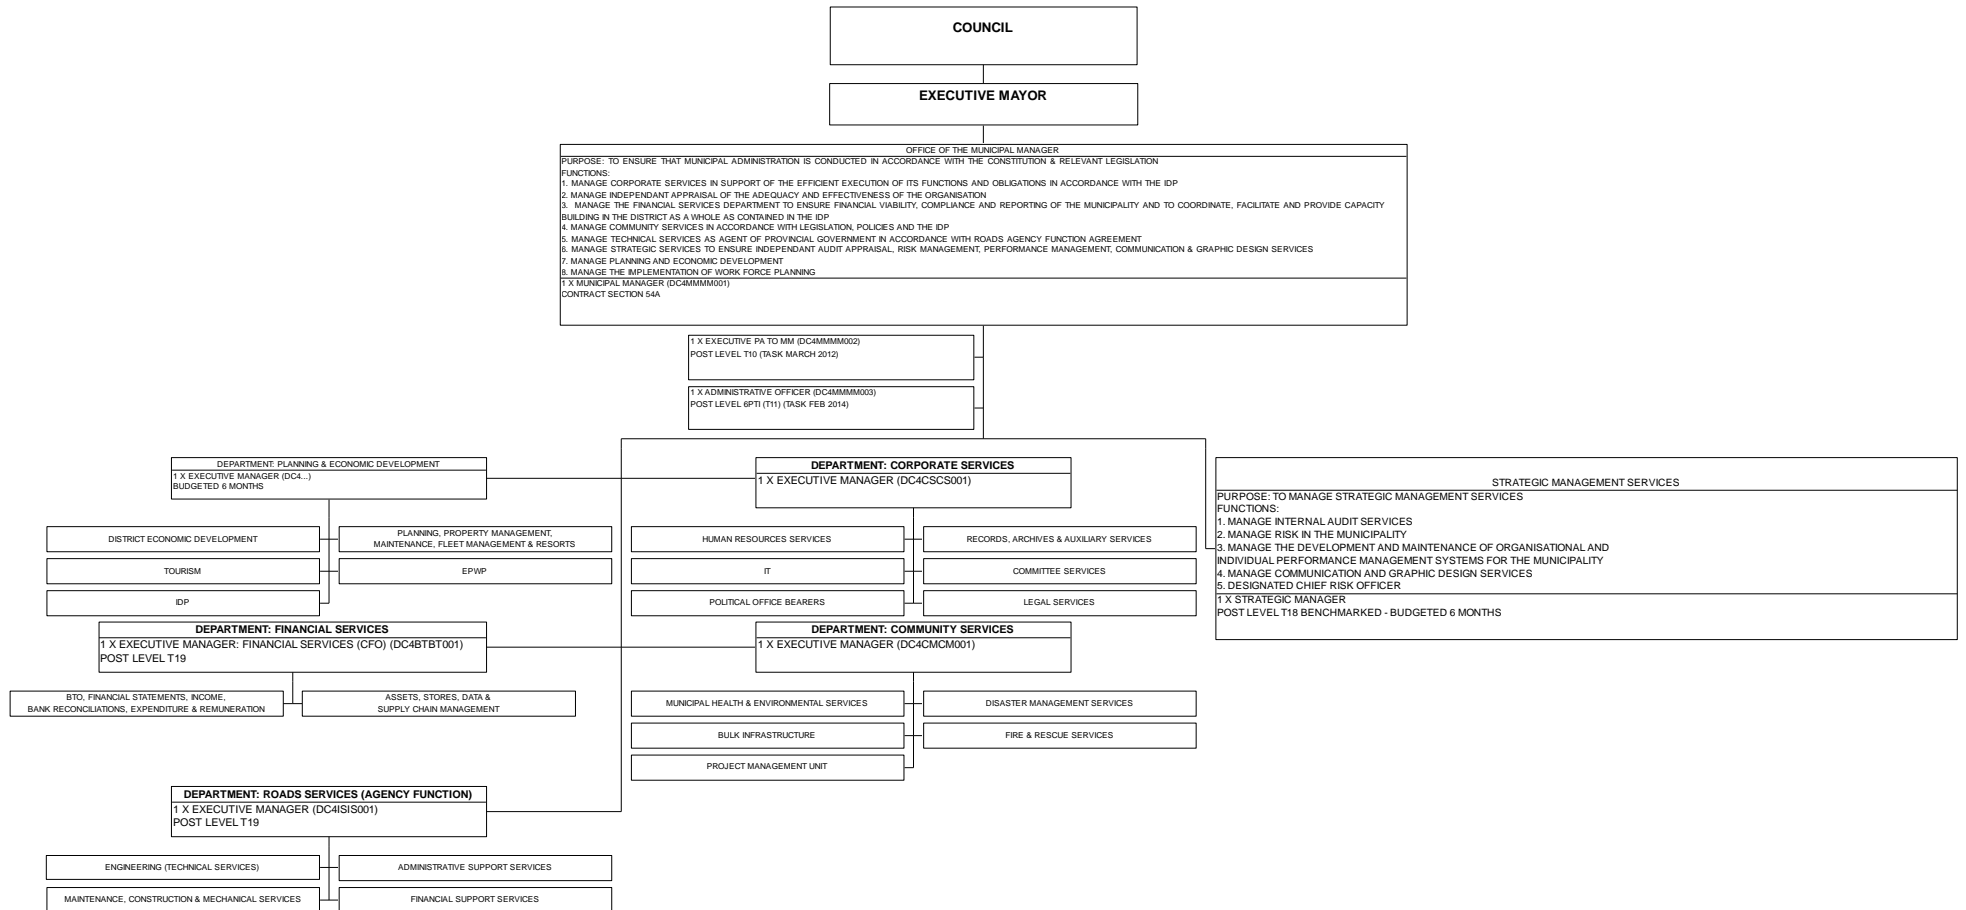 COUNCIL
EXECUTIVE MAYOR
OFFICE OF THE MUNICIPAL MANAGER
PURPOSE: TO ENSURE THAT MUNICIPAL ADMINISTRATION IS CONDUCTED IN ACCORDANCE WITH THE CONSTITUTION & RELEVANT LEGISLATION
FUNCTIONS:
1. MANAGE CORPORATE SERVICES IN SUPPORT OF THE EFFICIENT EXECUTION OF ITS FUNCTIONS AND OBLIGATIONS IN ACCORDANCE WITH THE IDP
2. MANAGE INDEPENDANT APPRAISAL OF THE ADEQUACY AND EFFECTIVENESS OF THE ORGANISATION
3. MANAGE THE FINANCIAL SERVICES DEPARTMENT TO ENSURE FINANCIAL VIABILITY, COMPLIANCE AND REPORTING OF THE MUNICIPALITY AND TO COORDINATE, FACILITATE AND PROVIDE CAPACITY
BUILDING IN THE DISTRICT AS A WHOLE AS CONTAINED IN THE IDP
4. MANAGE COMMUNITY SERVICES IN ACCORDANCE WITH LEGISLATION, POLICIES AND THE IDP
5. MANAGE TECHNICAL SERVICES AS AGENT OF PROVINCIAL GOVERNMENT IN ACCORDANCE WITH ROADS AGENCY FUNCTION AGREEMENT
6. MANAGE STRATEGIC SERVICES TO ENSURE INDEPENDANT AUDIT APPRAISAL, RISK MANAGEMENT, PERFORMANCE MANAGEMENT, COMMUNICATION & GRAPHIC DESIGN SERVICES
7. MANAGE PLANNING AND ECONOMIC DEVELOPMENT
8. MANAGE THE IMPLEMENTATION OF WORK FORCE PLANNING
1 X MUNICIPAL MANAGER (DC4MMMM001)
CONTRACT SECTION 54A
1 X EXECUTIVE PA TO MM (DC4MMMM002)
POST LEVEL T10 (TASK MARCH 2012)
1 X ADMINISTRATIVE OFFICER (DC4MMMM003)
POST LEVEL 6PTI (T11) (TASK FEB 2014)
DEPARTMENT: PLANNING & ECONOMIC DEVELOPMENT
1 X EXECUTIVE MANAGER (DC4...)
BUDGETED 6 MONTHS
DISTRICT ECONOMIC DEVELOPMENT
PLANNING, PROPERTY MANAGEMENT,
MAINTENANCE, FLEET MANAGEMENT & RESORTS
TOURISM
EPWP
IDP
DEPARTMENT: CORPORATE SERVICES
1 X EXECUTIVE MANAGER (DC4CSCS001)
HUMAN RESOURCES SERVICES
RECORDS, ARCHIVES & AUXILIARY SERVICES
IT
COMMITTEE SERVICES
POLITICAL OFFICE BEARERS
LEGAL SERVICES
STRATEGIC MANAGEMENT SERVICES
PURPOSE: TO MANAGE STRATEGIC MANAGEMENT SERVICES
FUNCTIONS:
1. MANAGE INTERNAL AUDIT SERVICES
2. MANAGE RISK IN THE MUNICIPALITY
3. MANAGE THE DEVELOPMENT AND MAINTENANCE OF ORGANISATIONAL AND
INDIVIDUAL PERFORMANCE MANAGEMENT SYSTEMS FOR THE MUNICIPALITY
4. MANAGE COMMUNICATION AND GRAPHIC DESIGN SERVICES
5. DESIGNATED CHIEF RISK OFFICER
1 X STRATEGIC MANAGER
POST LEVEL T18 BENCHMARKED - BUDGETED 6 MONTHS
DEPARTMENT: FINANCIAL SERVICES
1 X EXECUTIVE MANAGER: FINANCIAL SERVICES (CFO) (DC4BTBT001)
POST LEVEL T19
BTO, FINANCIAL STATEMENTS, INCOME,
BANK RECONCILIATIONS, EXPENDITURE & REMUNERATION
ASSETS, STORES, DATA &
SUPPLY CHAIN MANAGEMENT
DEPARTMENT: COMMUNITY SERVICES
1 X EXECUTIVE MANAGER (DC4CMCM001)
MUNICIPAL HEALTH & ENVIRONMENTAL SERVICES
DISASTER MANAGEMENT SERVICES
BULK INFRASTRUCTURE
FIRE & RESCUE SERVICES
PROJECT MANAGEMENT UNIT
DEPARTMENT: ROADS SERVICES (AGENCY FUNCTION)
1 X EXECUTIVE MANAGER (DC4ISIS001)
POST LEVEL T19
ENGINEERING (TECHNICAL SERVICES)
ADMINISTRATIVE SUPPORT SERVICES
MAINTENANCE, CONSTRUCTION & MECHANICAL SERVICES
FINANCIAL SUPPORT SERVICES